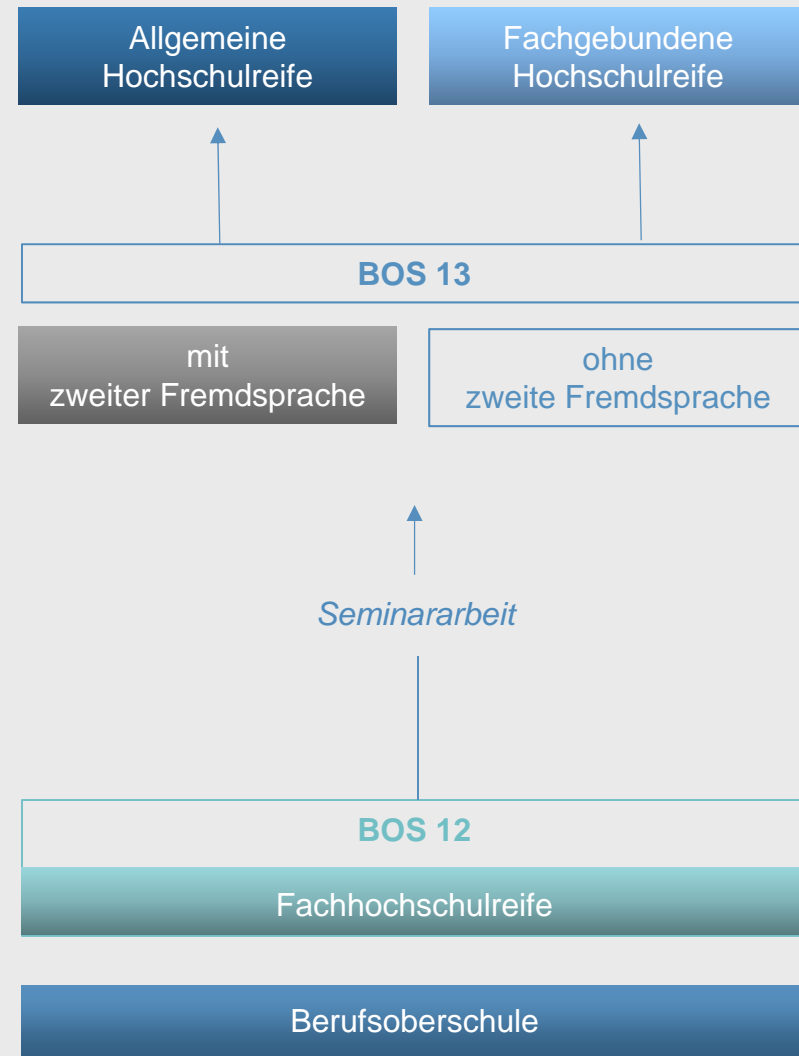 Allgemeine
Hochschulreife
Fachgebundene
Hochschulreife
BOS 13
mit
zweiter Fremdsprache
ohne
zweite Fremdsprache
Seminararbeit
BOS 12
Fachhochschulreife
Berufsoberschule